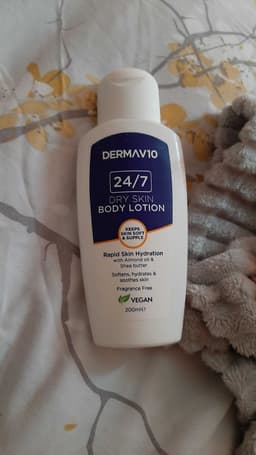 DERMAV10
24/7
DRY SKIN
BODY LOTION
KEEPS
SKIN SOFT
& SUPPLE
Rapid Skin Hydration
with Almond oil &
Shea butter
Softens, hydrates &
soothes skin
Fragrance Free
VEGAN
200ml℮